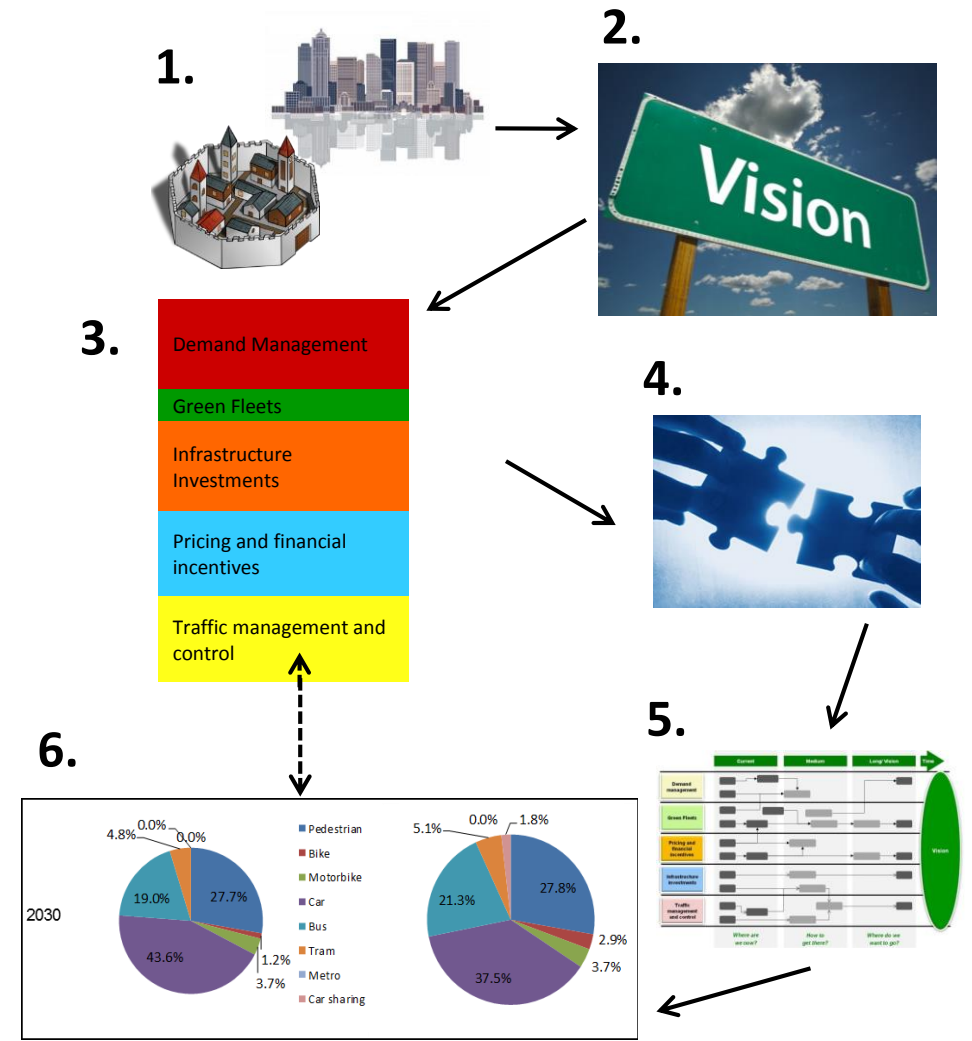 1.
2.
Vision
3.
Demand Management
Green Fleets
Infrastructure
Investments
Pricing and financial
incentives
Traffic management and
control
4.
5.
Current
Medium
Long/ Vision
Time
Demand
management
Green Fleets
Pricing and
financial
incentives
Infrastructure
investments
Traffic
management
and control
Vision
Where are
we now?
How to
get there?
Where do we
want to go?
6.
2030
0.0%
0.0%
4.8%
19.0%
27.7%
43.6%
1.2%
3.7%
Pedestrian
Bike
Motorbike
Car
Bus
Tram
Metro
Car sharing
0.0%
1.8%
5.1%
21.3%
27.8%
2.9%
3.7%
37.5%